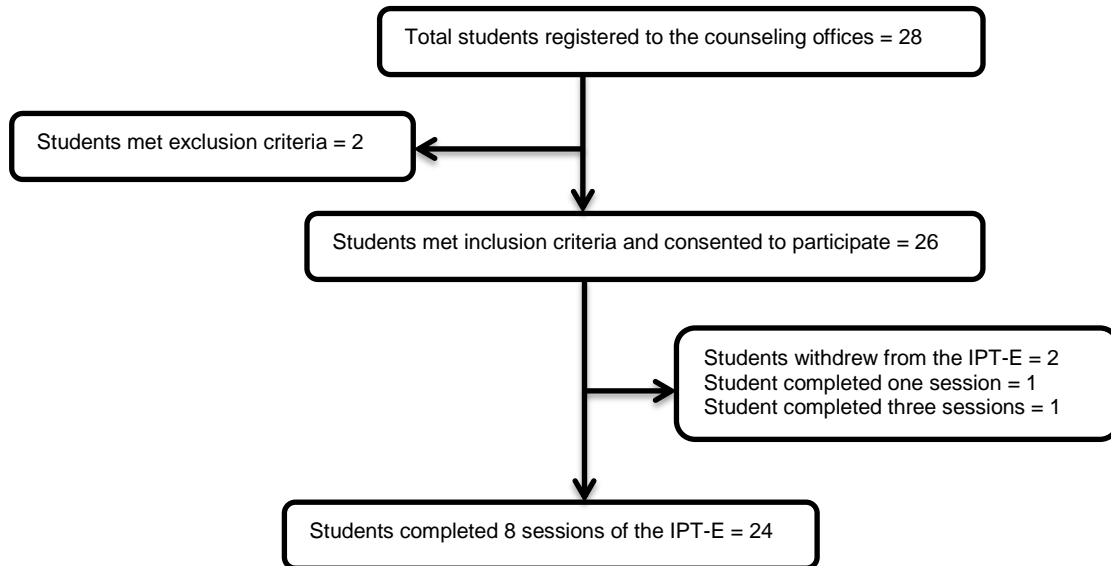 Total students registered to the counseling offices = 28
Students met exclusion criteria = 2
Students met inclusion criteria and consented to participate = 26
Students withdrew from the IPT-E = 2
Student completed one session = 1
Student completed three sessions = 1
Students completed 8 sessions of the IPT-E = 24